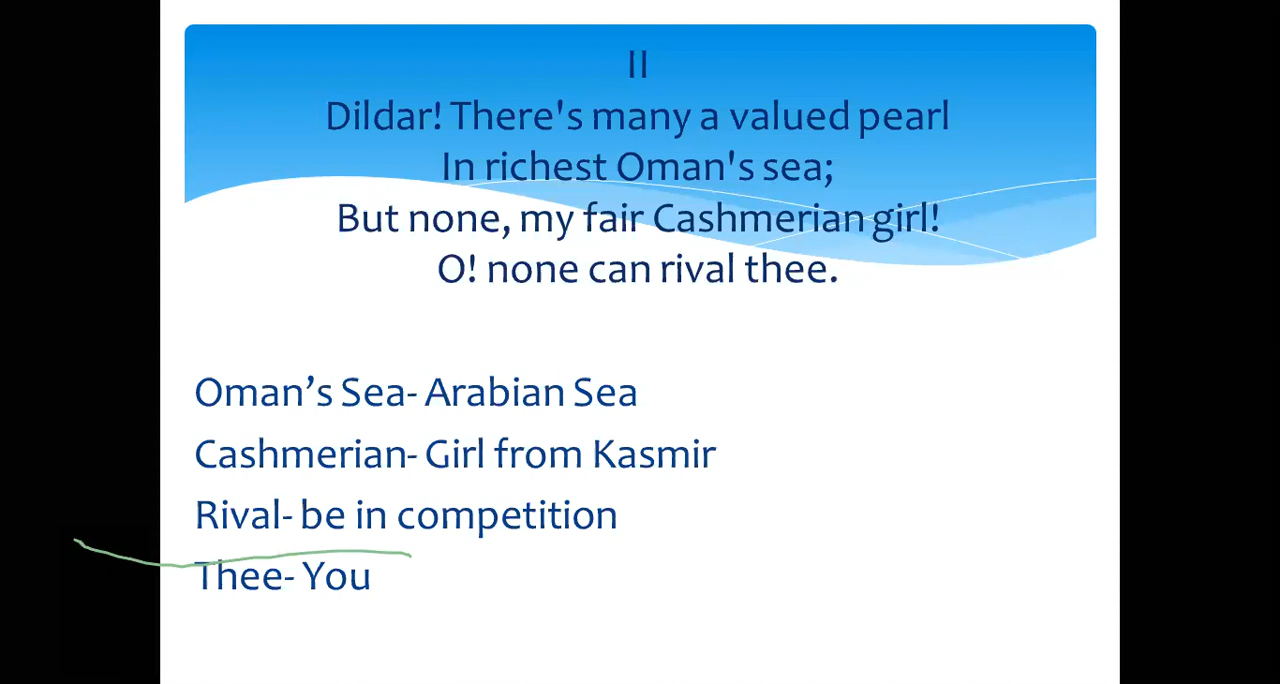 II
Dildar! There's many a valued pearl
In richest Oman's sea;
But none, my fair Cashmerian girl!
O! none can rival thee.
Oman’s Sea- Arabian Sea
Cashmerian- Girl from Kasmir
Rival- be in competition
Thee- You